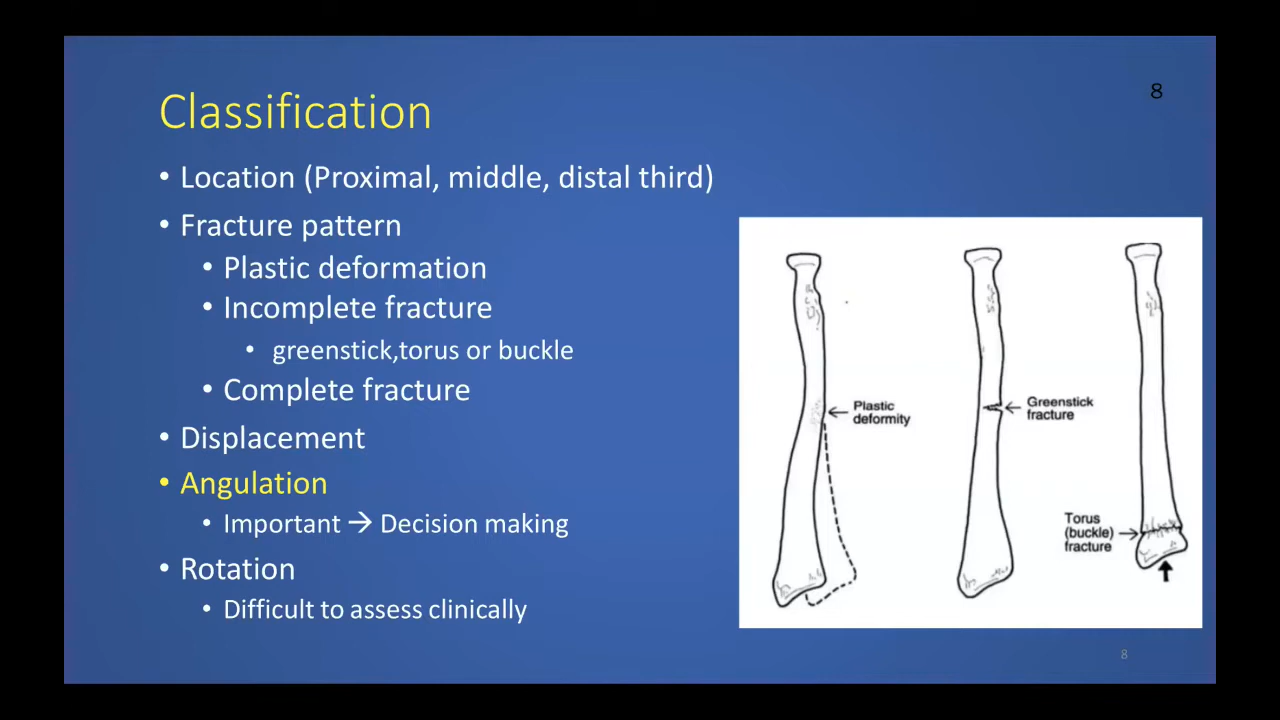 Classification
8
• Location (Proximal, middle, distal third)
• Fracture pattern
• Plastic deformation
• Incomplete fracture
• greenstick,torus or buckle
• Complete fracture
• Displacement
• Angulation
• Important → Decision making
• Rotation
• Difficult to assess clinically
Plastic
deformity
Greenstick
fracture
Torus
(buckle)
fracture
8